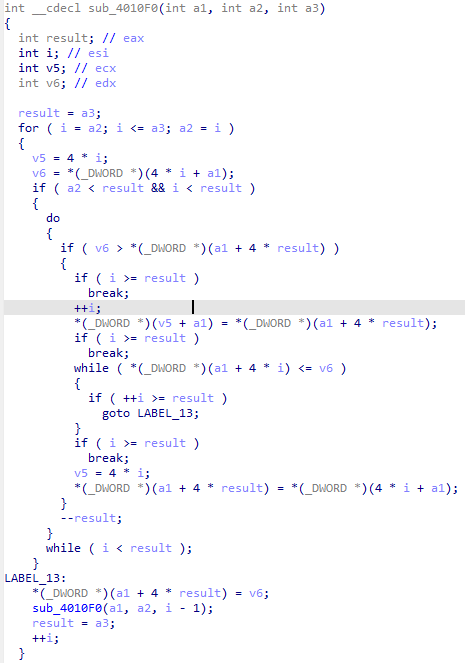 int __cdecl sub_4010F0(int a1, int a2, int a3)
{
  int result; // eax
  int i; // esi
  int v5; // ecx
  int v6; // edx

  result = a3;
  for ( i = a2; i <= a3; a2 = i )
  {
    v5 = 4 * i;
    v6 = *(_DWORD *)(4 * i + a1);
    if ( a2 < result && i < result )
    {
      do
      {
        if ( v6 > *(_DWORD *)(a1 + 4 * result) )
        {
          if ( i >= result )
            break;
          ++i;
          *(_DWORD *)(v5 + a1) = *(_DWORD *)(a1 + 4 * result);
          if ( i >= result )
            break;
          while ( *(_DWORD *)(a1 + 4 * i) <= v6 )
          {
            if ( ++i >= result )
              goto LABEL_13;
          }
          if ( i >= result )
            break;
          v5 = 4 * i;
          *(_DWORD *)(a1 + 4 * result) = *(_DWORD *)(4 * i + a1);
        }
        --result;
      }
      while ( i < result );
    }
LABEL_13:
    *(_DWORD *)(a1 + 4 * result) = v6;
    sub_4010F0(a1, a2, i - 1);
    result = a3;
    ++i;
  }